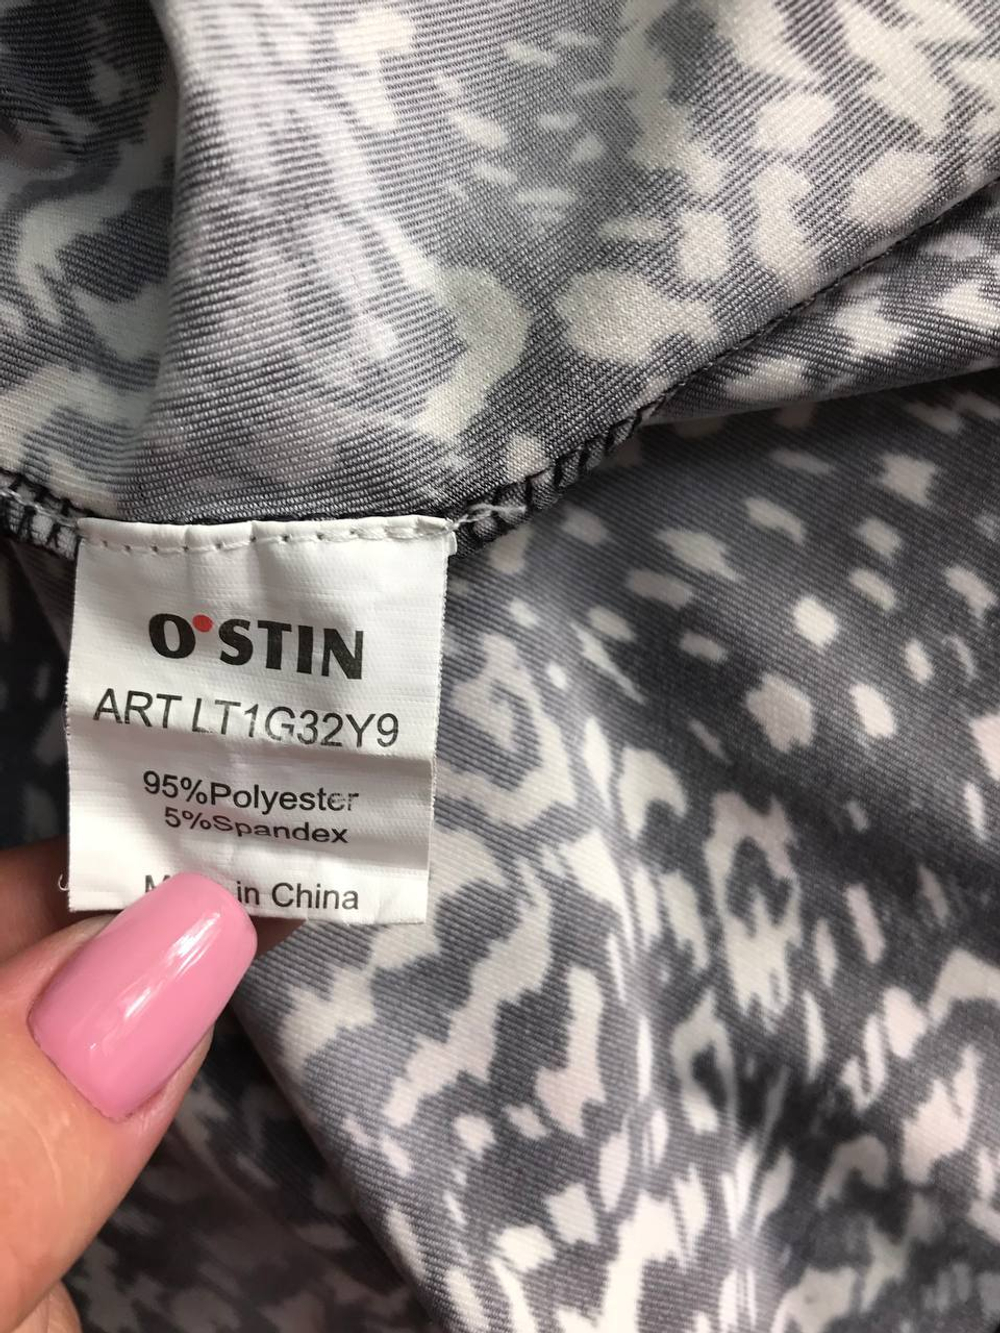 O'STIN
ART LT1G32Y9
95%Polyester
5%Spandex
in China